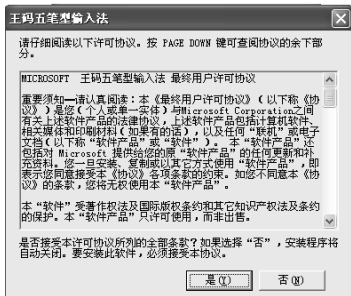 王码五笔型输入法
请仔细阅读以下许可协议。按 PAGE DOWN 键可查阅协议的余下部
分。
MICROSOFT 王码五笔型输入法 最终用户许可协议
重要须知—请认真阅读：本《最终用户许可协议》（以下称《协
议》）是您（个人或单一实体）与Microsoft Corporation之间
有关上述软件产品的法律协议，上述软件产品包括计算机软件、
相关媒体和印刷材料（如果有的话），以及任何“联机”或电子
文档（以下称“软件产品”或“软件”）。 本“软件产品”还
包括对 Microsoft 提供给您的原“软件产品”的任何更新和补
充资料。您一旦安装、复制或以其它方式使用“软件产品”，即
表示您同意接受本《协议》各项条款的约束。如您不同意本《协
议》的条款，您将无权使用本“软件产品”。
本“软件”受著作权法及国际版权条约和其它知识产权法及条约
的保护。本“软件产品”只许可使用，而非出售。
是否接受本许可协议所列的全部条款？如果选择“否”，安装程序将
自动关闭。要安装此软件，必须接受本协议。
是(Y)
否(N)